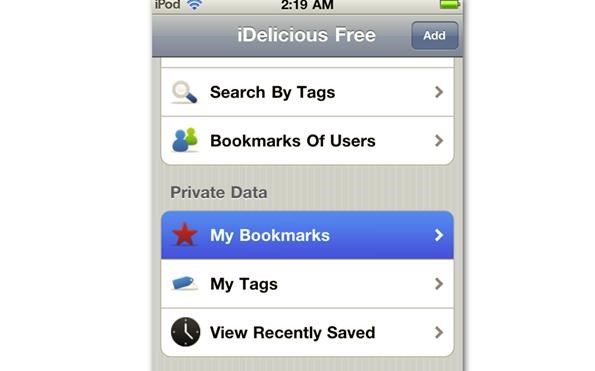 iPod 2:19 AM
iDelicious Free Add
Search By Tags
Bookmarks Of Users
Private Data
My Bookmarks
My Tags
View Recently Saved